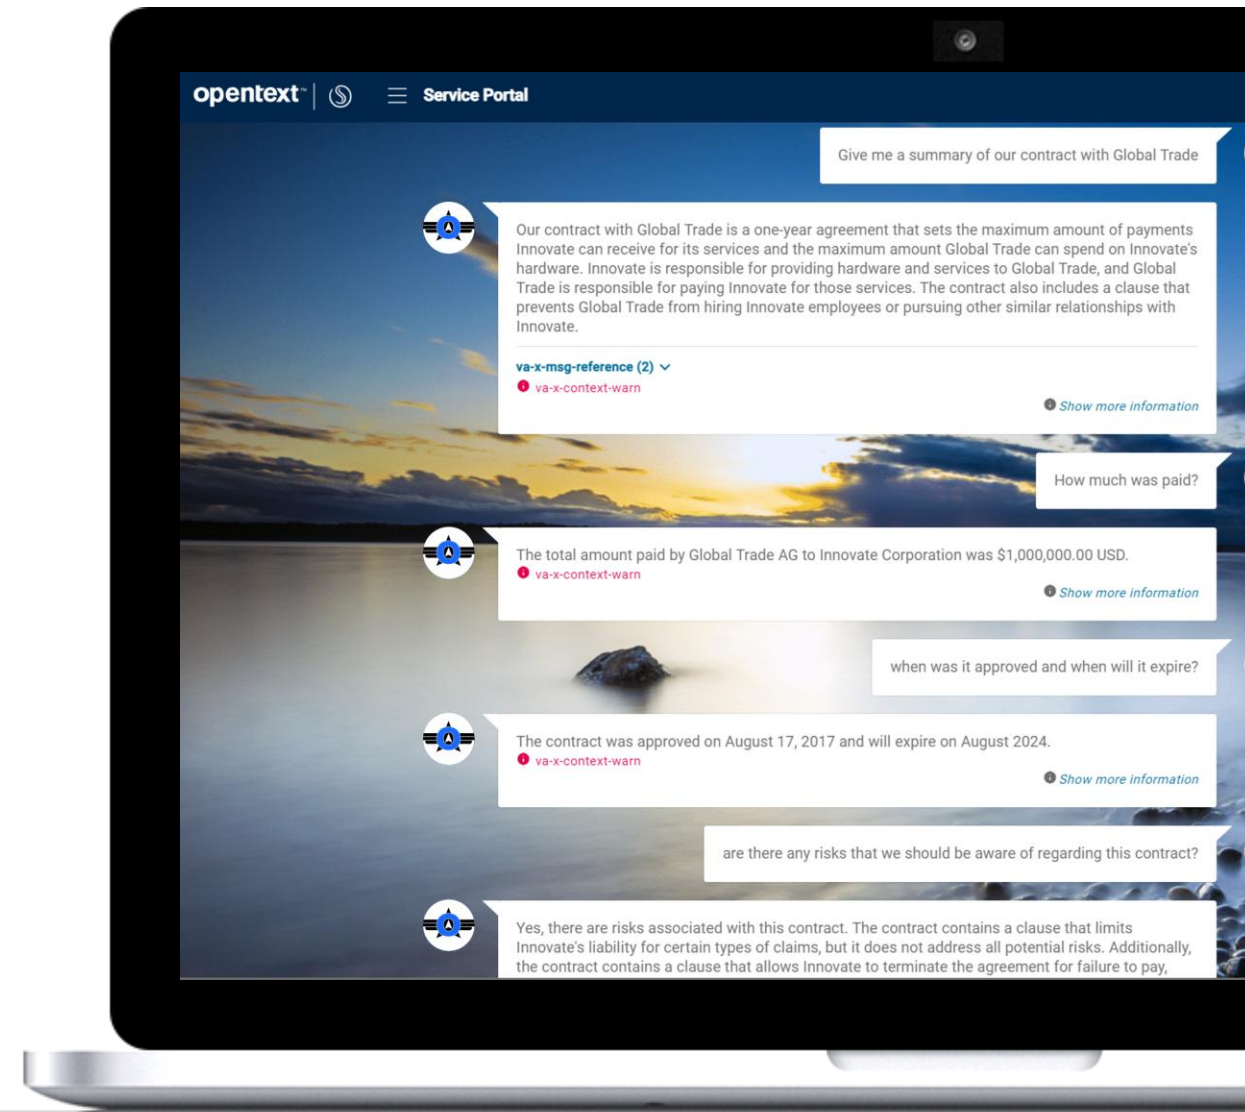 opentext™
Service Portal
Give me a summary of our contract with Global Trade
Our contract with Global Trade is a one-year agreement that sets the maximum amount of payments
Innovate can receive for its services and the maximum amount Global Trade can spend on Innovate's
hardware. Innovate is responsible for providing hardware and services to Global Trade, and Global
Trade is responsible for paying Innovate for those services. The contract also includes a clause that
prevents Global Trade from hiring Innovate employees or pursuing other similar relationships with
Innovate.
va-x-msg-reference (2)
va-x-context-warn
Show more information
How much was paid?
The total amount paid by Global Trade AG to Innovate Corporation was $1,000,000.00 USD.
va-x-context-warn
Show more information
when was it approved and when will it expire?
The contract was approved on August 17, 2017 and will expire on August 2024.
va-x-context-warn
Show more information
are there any risks that we should be aware of regarding this contract?
Yes, there are risks associated with this contract. The contract contains a clause that limits
Innovate's liability for certain types of claims, but it does not address all potential risks. Additionally,
the contract contains a clause that allows Innovate to terminate the agreement for failure to pay,